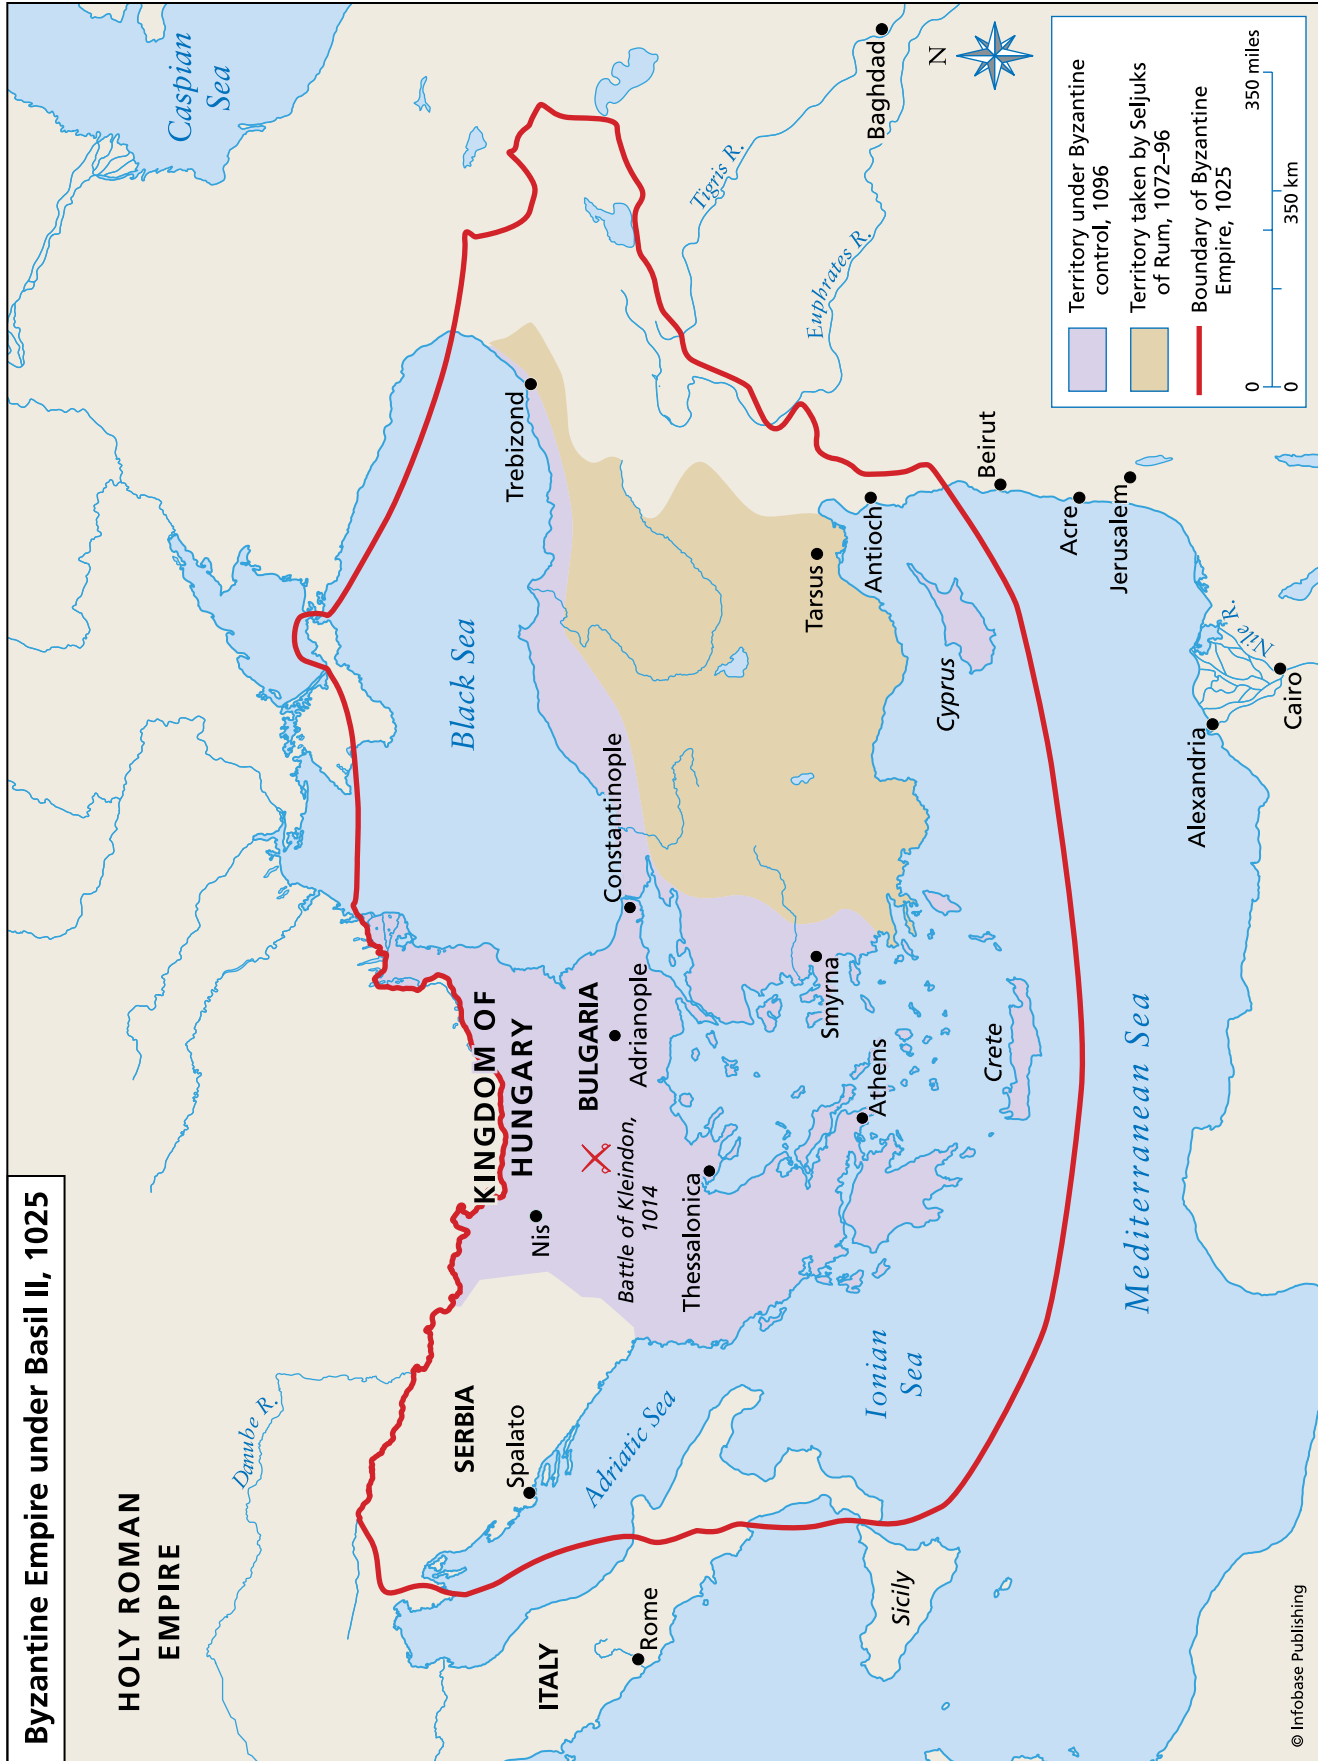 Byzantine Empire under Basil II, 1025
HOLY ROMAN
EMPIRE
Danube R.
Caspian
Sea
KINGDOM OF
HUNGARY
SERBIA
Spalato
ITALY
Rome
Adriatic Sea
Nis
BULGARIA
Battle of Kleindon,
1014
Adrianople
Constantinople
Black Sea
Trebizond
Thessalonica
Athens
Smyrna
Ionian
Sea
Sicily
Crete
Cyprus
Tarsus
Antioch
Beirut
Acre
Jerusalem
Tigris R.
Euphrates R.
Baghdad
Mediterranean Sea
Alexandria
Nile R.
Cairo
N
Territory under Byzantine
control, 1096
Territory taken by Seljuks
of Rum, 1072–96
Boundary of Byzantine
Empire, 1025
0 350 miles
0 350 km
© Infobase Publishing